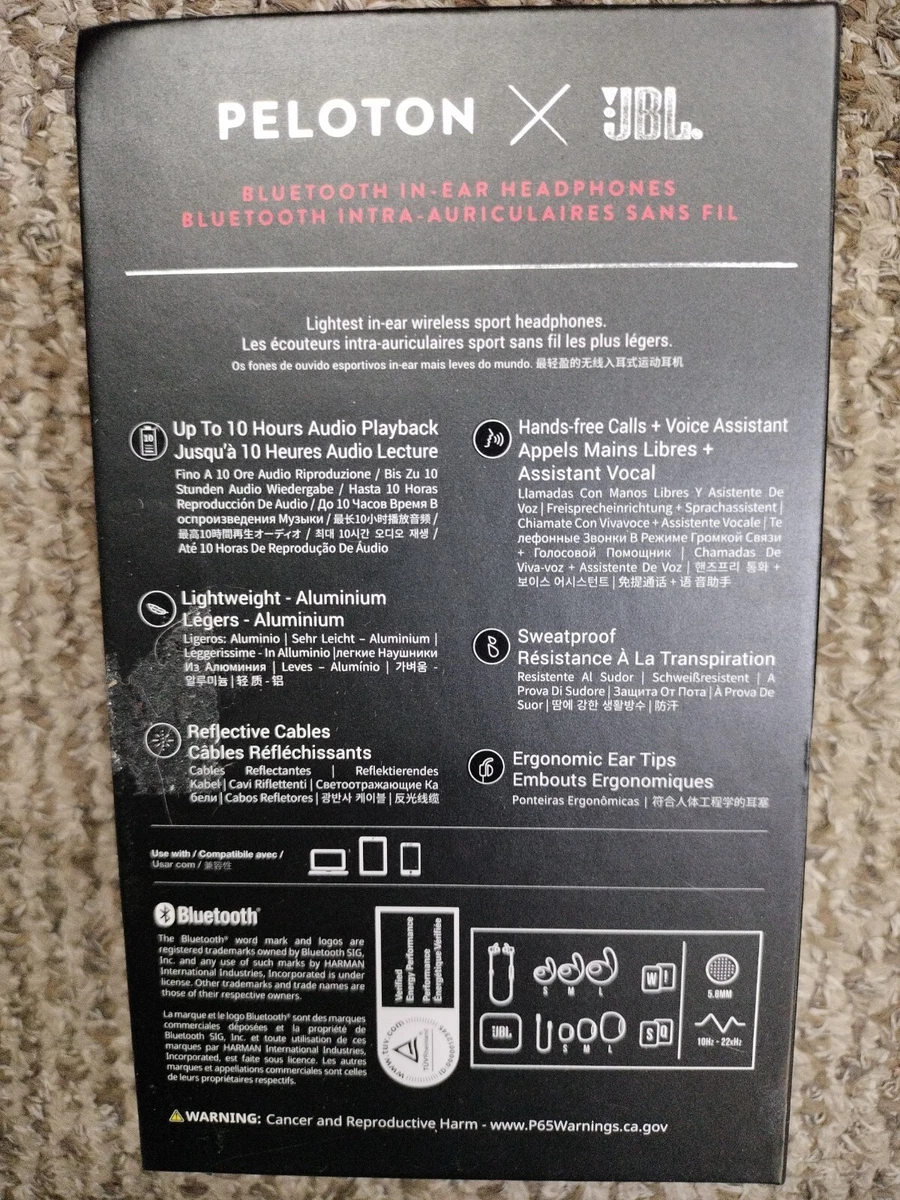 PELOTON X JBL
BLUETOOTH IN-EAR HEADPHONES
BLUETOOTH INTRA-AURICULAIRES SANS FIL
Lightest in-ear wireless sport headphones.
Les écouteurs intra-auriculaires sport sans fil les plus légers.
Os fones de ouvido esportivos in-ear mais leves do mundo. 最轻盈的无线入耳式运动耳机
10
Up To 10 Hours Audio Playback
Jusqu'à 10 Heures Audio Lecture
Fino A 10 Ore Audio Riproduzione / Bis Zu 10
Stunden Audio Wiedergabe / Hasta 10 Horas
Reproducción De Audio / До 10 Часов Время В
оспроизведения Музыки / 最长10小时播放音频 /
最高10時間再生オーディオ / 최대 10시간 오디오 재생 /
Até 10 Horas De Reprodução De Áudio
Lightweight - Aluminium
Légers - Aluminium
Ligeros: Aluminio | Sehr Leicht – Aluminium |
Leggerissime - In Alluminio |легкие Наушники
Из Алюминия | Leves – Alumínio | 가벼움 -
알루미늄 | 轻 质 - 铝
Reflective Cables
Câbles Réfléchissants
Cables Reflectantes | Reflektierendes
Kabel | Cavi Riflettenti | Светоотражающие Ка
бели | Cabos Refletores | 광반사 케이블 | 反光线缆
Hands-free Calls + Voice Assistant
Appels Mains Libres +
Assistant Vocal
Llamadas Con Manos Libres Y Asistente De
Voz | Freisprecheinrichtung + Sprachassistent |
Chiamate Con Vivavoce + Assistente Vocale | Те
лефонные Звонки В Режиме Громкой Связи
+ Голосовой Помощник | Chamadas De
Viva-voz + Assistente De Voz | 핸즈프리 통화 +
보이스 어시스턴트 | 免提通话 + 语 音助手
Sweatproof
Résistance À La Transpiration
Resistente Al Sudor | Schweißresistent | A
Prova Di Sudore | Защита От Пота | À Prova De
Suor | 땀에 강한 생활방수 | 防汗
Ergonomic Ear Tips
Embouts Ergonomiques
Ponteiras Ergonômicas | 符合人体工程学的耳塞
Use with / Compatibile avec /
Usar com / 兼容性
Bluetooth®
The Bluetooth® word mark and logos are
registered trademarks owned by Bluetooth SIG,
Inc. and any use of such marks by HARMAN
International Industries, Incorporated is under
license. Other trademarks and trade names are
those of their respective owners.
La marque et le logo Bluetooth® sont des marques
commerciales déposées et la propriété de
Bluetooth SIG, Inc. et toute utilisation de ces
marques par HARMAN International Industries,
Incorporated, est faite sous licence. Les autres
marques et appellations commerciales sont celles
de leurs propriétaires respectifs.
Verified
Energy Performance
Performance
Énergétique Vérifiée
www.tuv.com
TÜVRheinland
S M L
W !
5.8MM
JBL
S M L
S Q
10Hz - 22kHz
WARNING: Cancer and Reproductive Harm - www.P65Warnings.ca.gov